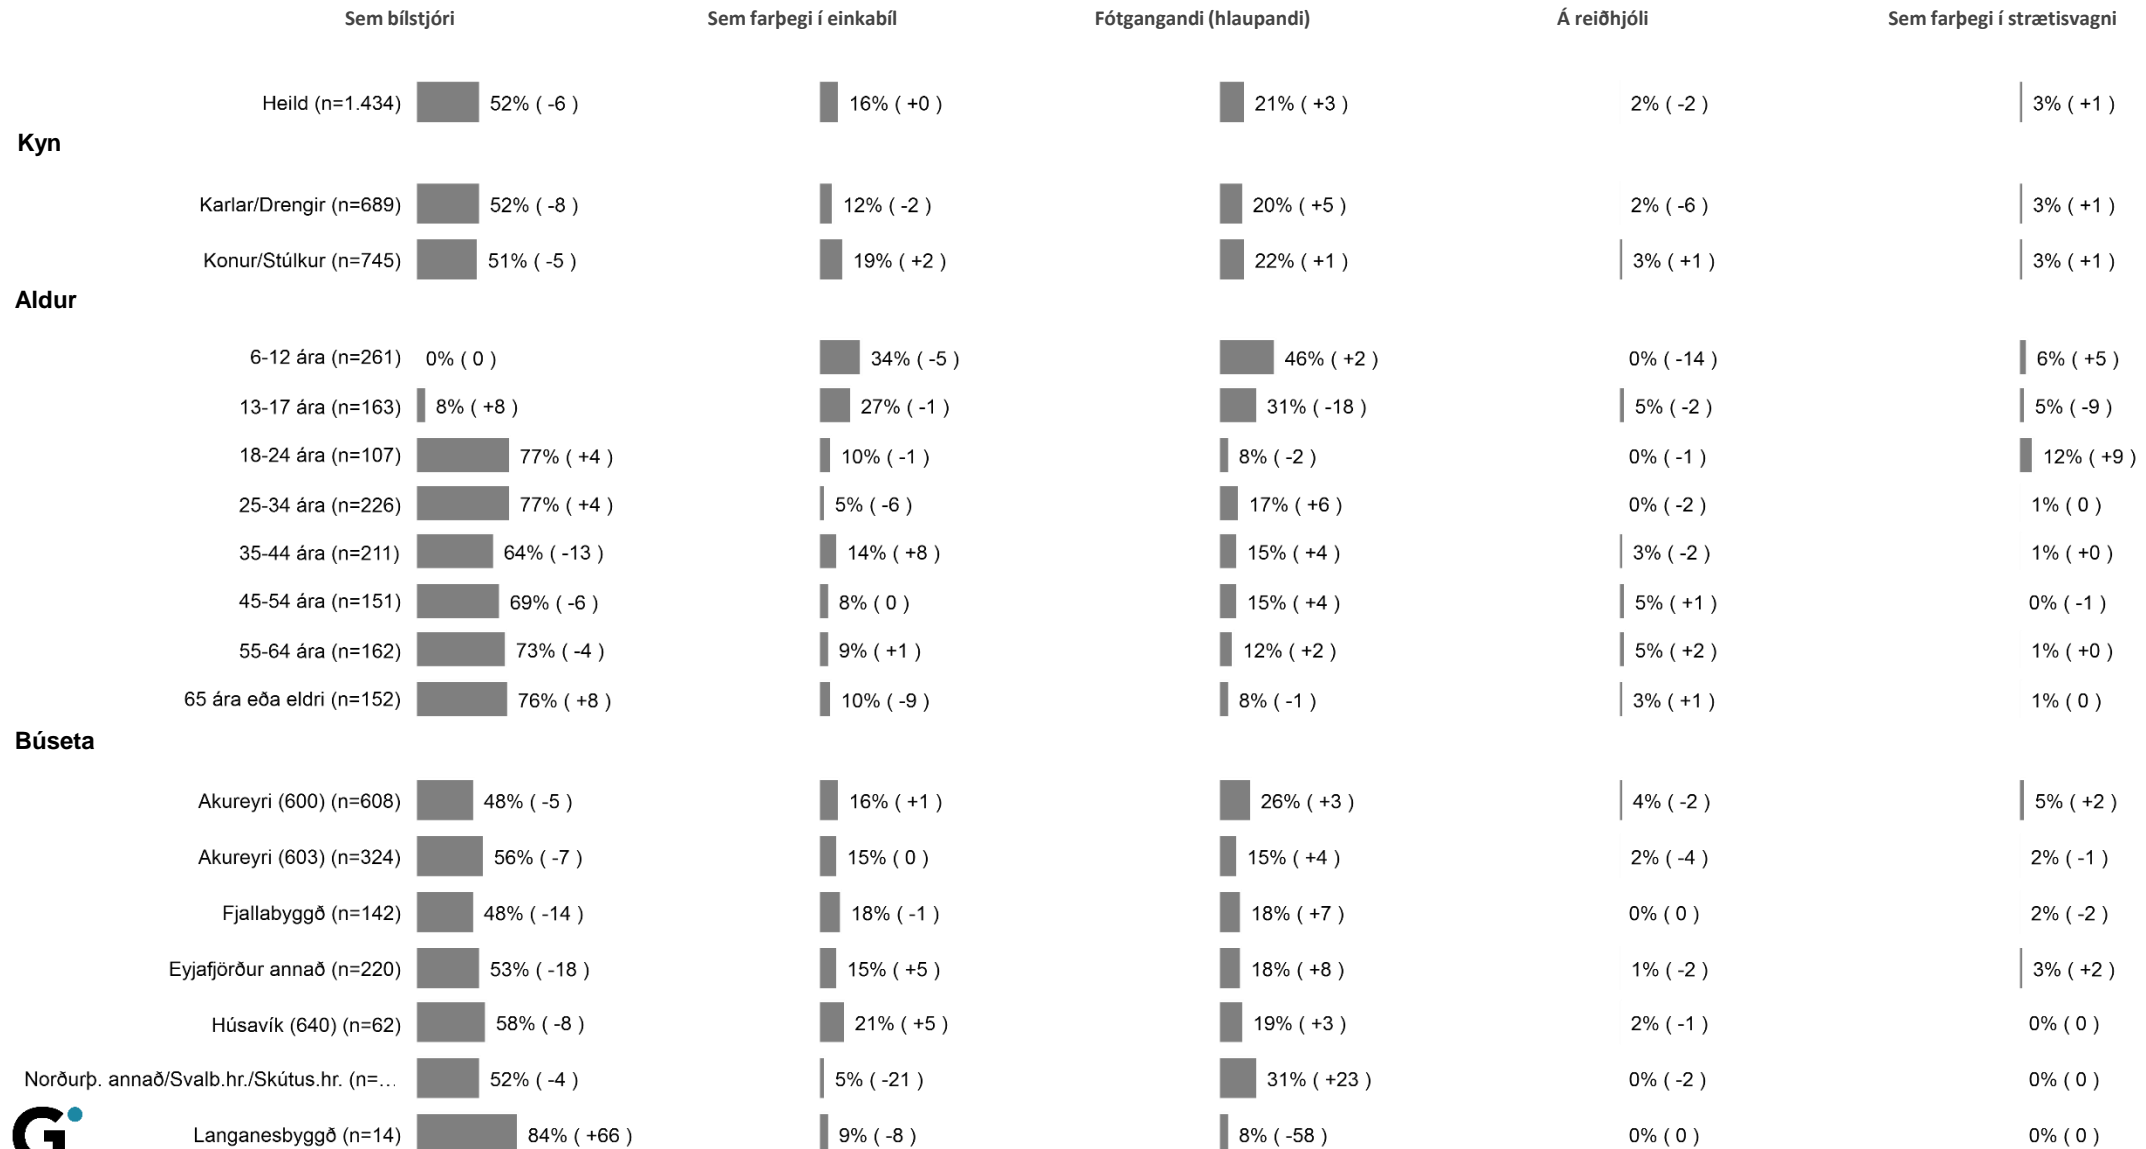 Sem bílstjóri Sem farþegi í einkabíl Fótgangandi (hlaupandi) Á reiðhjóli Sem farþegi í strætisvagni
Heild (n=1.434) 52% ( -6 ) 16% ( +0 ) 21% ( +3 ) 2% ( -2 ) 3% ( +1 )
Kyn
Karlar/Drengir (n=689) 52% ( -8 ) 12% ( -2 ) 20% ( +5 ) 2% ( -6 ) 3% ( +1 )
Konur/Stúlkur (n=745) 51% ( -5 ) 19% ( +2 ) 22% ( +1 ) 3% ( +1 ) 3% ( +1 )
Aldur
6-12 ára (n=261) 0% ( 0 ) 34% ( -5 ) 46% ( +2 ) 0% ( -14 ) 6% ( +5 )
13-17 ára (n=163) 8% ( +8 ) 27% ( -1 ) 31% ( -18 ) 5% ( -2 ) 5% ( -9 )
18-24 ára (n=107) 77% ( +4 ) 10% ( -1 ) 8% ( -2 ) 0% ( -1 ) 12% ( +9 )
25-34 ára (n=226) 77% ( +4 ) 5% ( -6 ) 17% ( +6 ) 0% ( -2 ) 1% ( 0 )
35-44 ára (n=211) 64% ( -13 ) 14% ( +8 ) 15% ( +4 ) 3% ( -2 ) 1% ( +0 )
45-54 ára (n=151) 69% ( -6 ) 8% ( 0 ) 15% ( +4 ) 5% ( +1 ) 0% ( -1 )
55-64 ára (n=162) 73% ( -4 ) 9% ( +1 ) 12% ( +2 ) 5% ( +2 ) 1% ( +0 )
65 ára eða eldri (n=152) 76% ( +8 ) 10% ( -9 ) 8% ( -1 ) 3% ( +1 ) 1% ( 0 )
Búseta
Akureyri (600) (n=608) 48% ( -5 ) 16% ( +1 ) 26% ( +3 ) 4% ( -2 ) 5% ( +2 )
Akureyri (603) (n=324) 56% ( -7 ) 15% ( 0 ) 15% ( +4 ) 2% ( -4 ) 2% ( -1 )
Fjallabyggð (n=142) 48% ( -14 ) 18% ( -1 ) 18% ( +7 ) 0% ( 0 ) 2% ( -2 )
Eyjafjörður annað (n=220) 53% ( -18 ) 15% ( +5 ) 18% ( +8 ) 1% ( -2 ) 3% ( +2 )
Húsavík (640) (n=62) 58% ( -8 ) 21% ( +5 ) 19% ( +3 ) 2% ( -1 ) 0% ( 0 )
Norðurþ. annað/Svalb.hr./Skútus.hr. (n=… 52% ( -4 ) 5% ( -21 ) 31% ( +23 ) 0% ( -2 ) 0% ( 0 )
Langanesbyggð (n=14) 84% ( +66 ) 9% ( -8 ) 8% ( -58 ) 0% ( 0 ) 0% ( 0 )
G